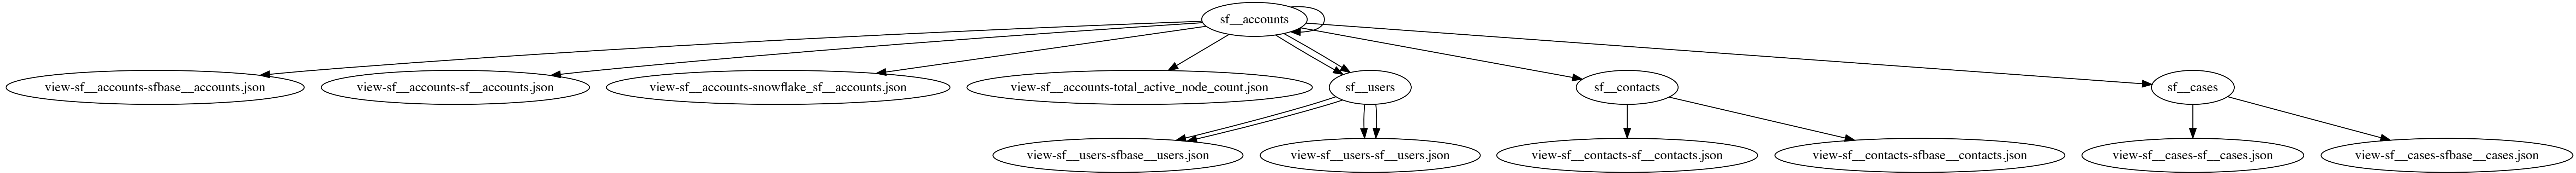 sf__accounts
view-sf__accounts-sfbase__accounts.json
view-sf__accounts-sf__accounts.json
view-sf__accounts-snowflake_sf__accounts.json
view-sf__accounts-total_active_node_count.json
sf__users
sf__contacts
sf__cases
view-sf__users-sfbase__users.json
view-sf__users-sf__users.json
view-sf__contacts-sf__contacts.json
view-sf__contacts-sfbase__contacts.json
view-sf__cases-sf__cases.json
view-sf__cases-sfbase__cases.json